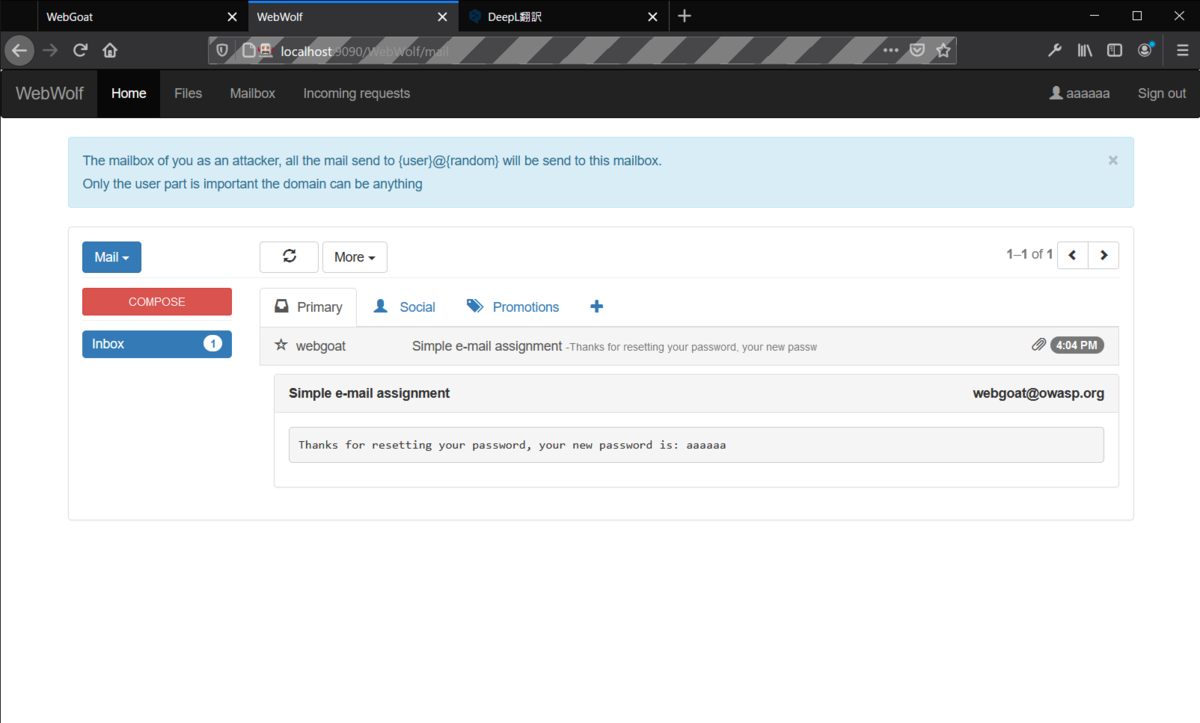 WebGoat
WebWolf
DeepL翻訳
localhost:9090/WebWolf/mail
WebWolf Home Files Mailbox Incoming requests aaaaaa Sign out
The mailbox of you as an attacker, all the mail send to {user}@{random} will be send to this mailbox.
Only the user part is important the domain can be anything
Mail More 1–1 of 1
COMPOSE
Inbox 1
Primary Social Promotions
webgoat Simple e-mail assignment -Thanks for resetting your password, your new passw 4:04 PM
Simple e-mail assignment webgoat@owasp.org
Thanks for resetting your password, your new password is: aaaaaa